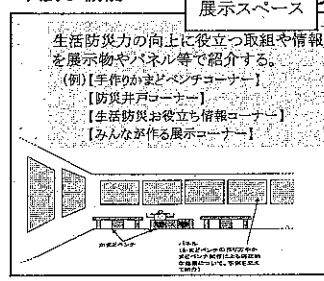 展示スペース
生活防災力の向上に役立つ取組や情報
を展示物やパネル等で紹介する。
(例)【手作りかまどベンチコーナー】
【防災井戸コーナー】
【生活防災お役立ち情報コーナー】
【みんなが作る展示コーナー】
かまどベンチ
パネル